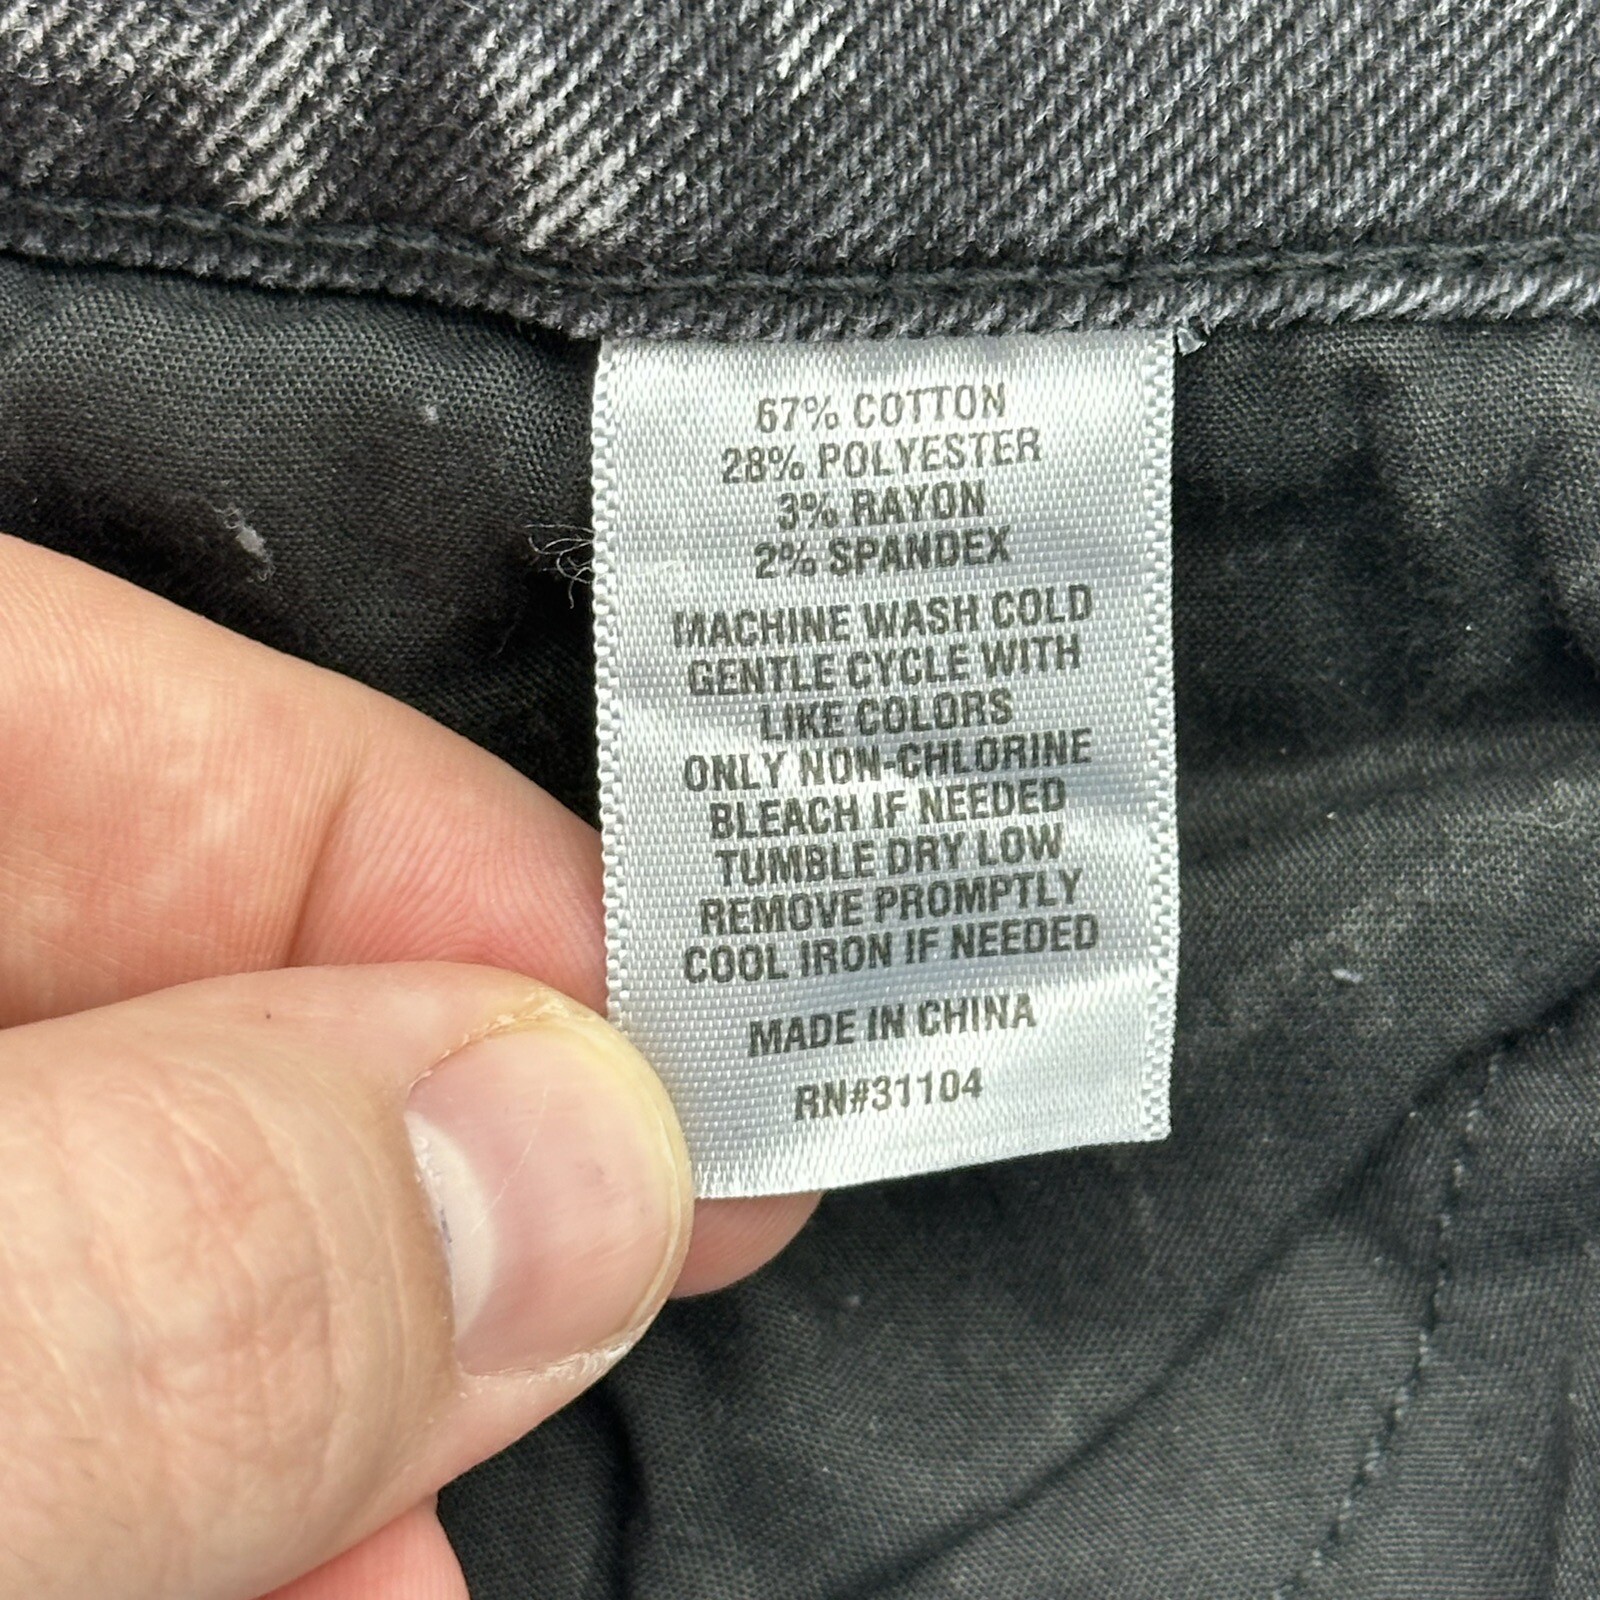 67% COTTON
28% POLYESTER
3% RAYON
2% SPANDEX
MACHINE WASH COLD
GENTLE CYCLE WITH
LIKE COLORS
ONLY NON-CHLORINE
BLEACH IF NEEDED
TUMBLE DRY LOW
REMOVE PROMPTLY
COOL IRON IF NEEDED
MADE IN CHINA
RN#31104